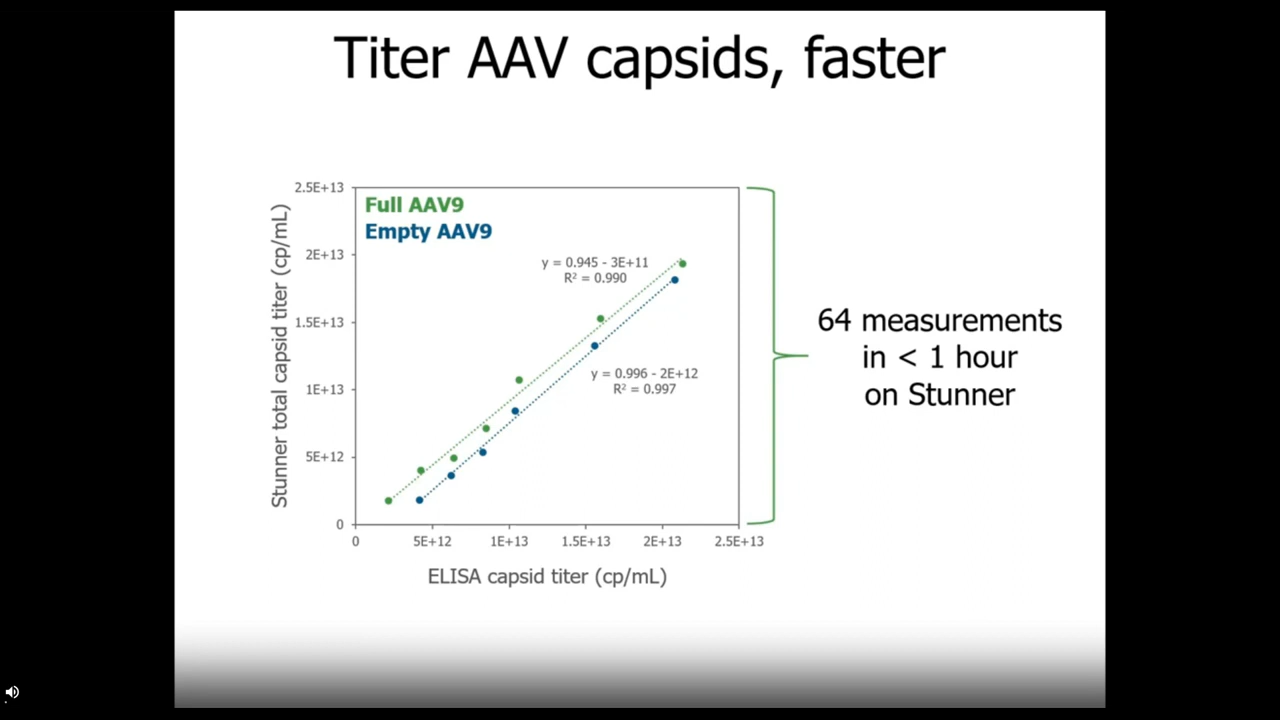 Titer AAV capsids, faster
Stunner total capsid titer (cp/mL)
2.5E+13
2E+13
1.5E+13
1E+13
5E+12
0
Full AAV9
Empty AAV9
y = 0.945 - 3E+11
R² = 0.990
y = 0.996 - 2E+12
R² = 0.997
0 5E+12 1E+13 1.5E+13 2E+13 2.5E+13
ELISA capsid titer (cp/mL)
64 measurements
in < 1 hour
on Stunner